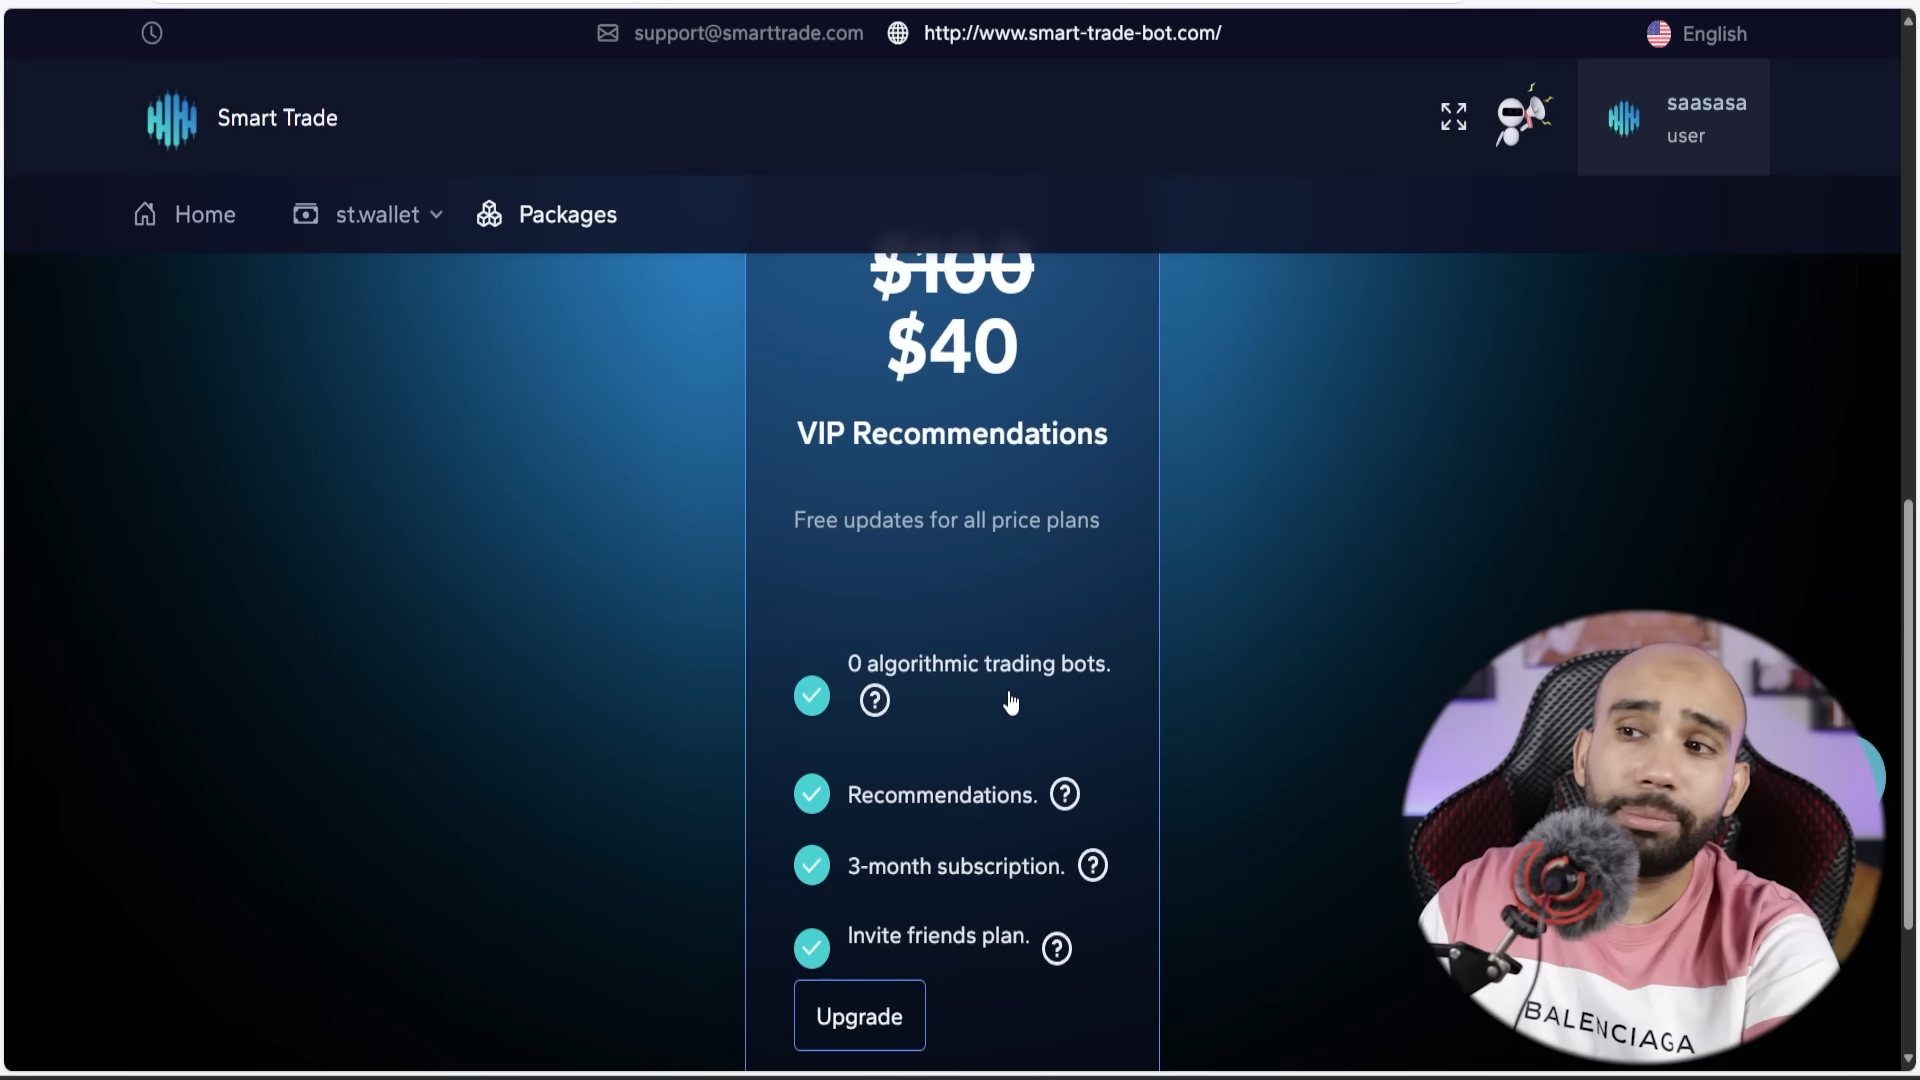 support@smarttrade.com
http://www.smart-trade-bot.com/
English
Smart Trade
saasasa
user
Home
st.wallet
Packages
$100
$40
VIP Recommendations
Free updates for all price plans
0 algorithmic trading bots.
Recommendations.
3-month subscription.
Invite friends plan.
Upgrade
BALENCIAGA